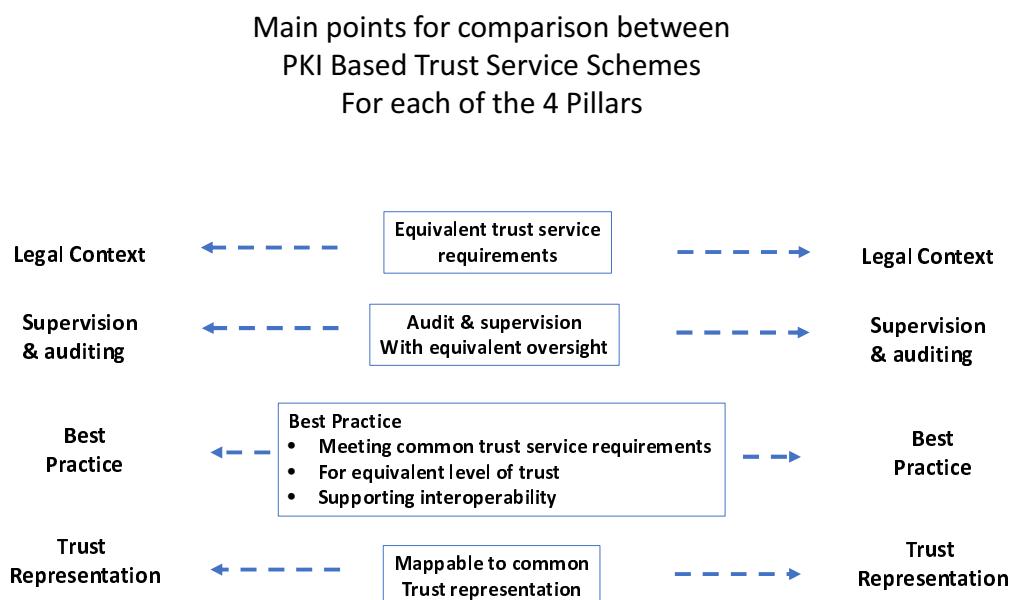 Main points for comparison between
PKI Based Trust Service Schemes
For each of the 4 Pillars
Legal Context
Equivalent trust service
requirements
Legal Context
Supervision
& auditing
Audit & supervision
With equivalent oversight
Supervision
& auditing
Best
Practice
Best Practice
• Meeting common trust service requirements
• For equivalent level of trust
• Supporting interoperability
Best
Practice
Trust
Representation
Mappable to common
Trust representation
Trust
Representation